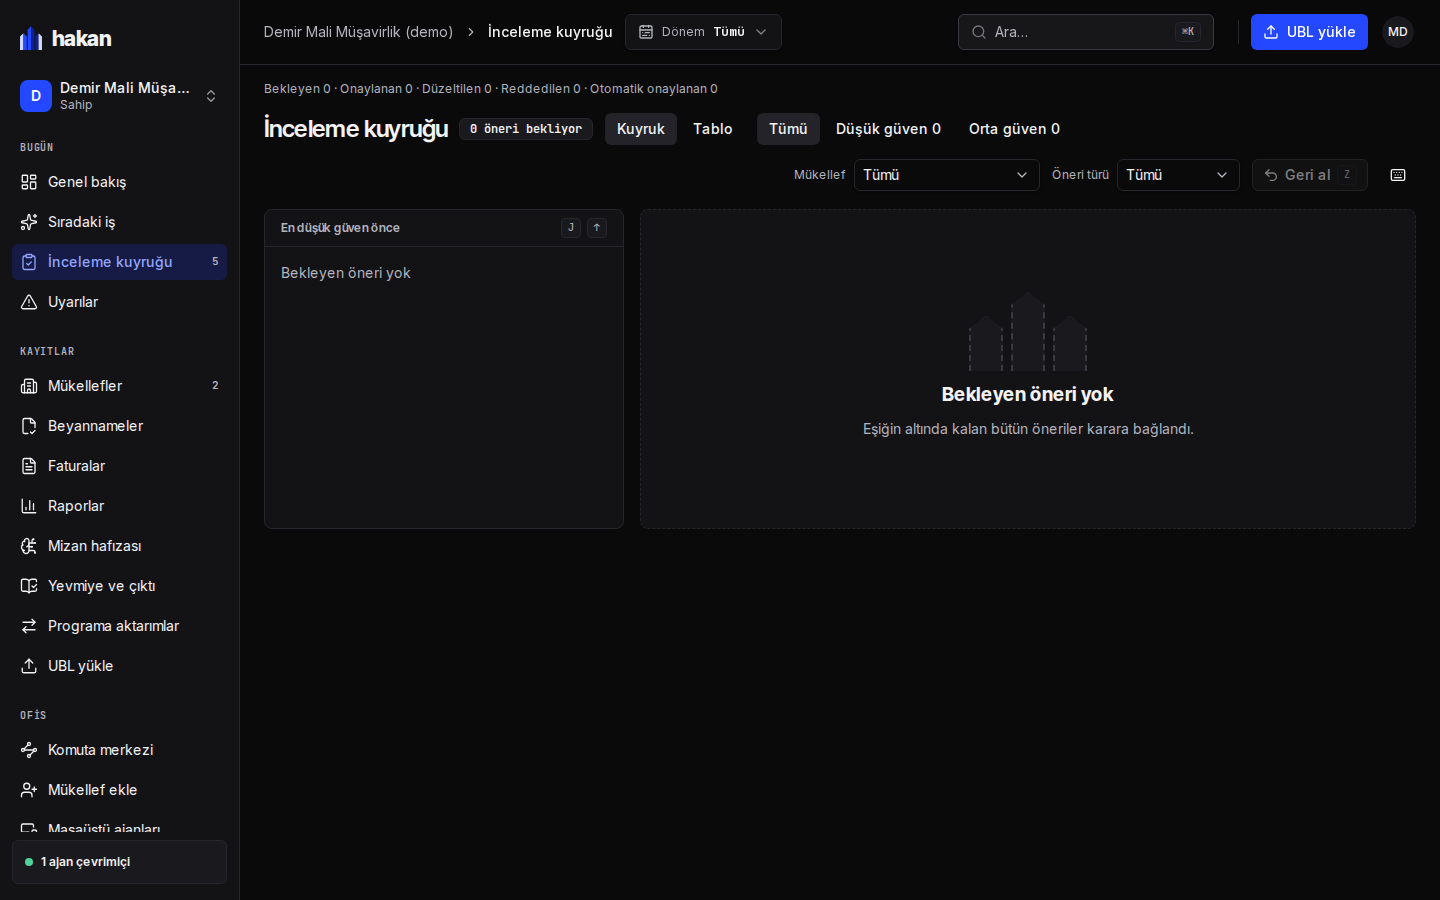 hakan
D
Demir Mali Müşa...
Sahip
BUGÜN
Genel bakış
Sıradaki iş
İnceleme kuyruğu 5
Uyarılar
KAYITLAR
Mükellefler 2
Beyannameler
Faturalar
Raporlar
Mizan hafızası
Yevmiye ve çıktı
Programa aktarımlar
UBL yükle
OFİS
Komuta merkezi
Mükellef ekle
Masaüstü ajanları
1 ajan çevrimiçi
Demir Mali Müşavirlik (demo) > İnceleme kuyruğu
Dönem Tümü
Ara... ⌘K
UBL yükle
MD
Bekleyen 0 · Onaylanan 0 · Düzeltilen 0 · Reddedilen 0 · Otomatik onaylanan 0
İnceleme kuyruğu 0 öneri bekliyor Kuyruk Tablo Tümü Düşük güven 0 Orta güven 0
Mükellef Tümü Öneri türü Tümü Geri al Z
En düşük güven önce J ↑
Bekleyen öneri yok
Bekleyen öneri yok
Eşiğin altında kalan bütün öneriler karara bağlandı.